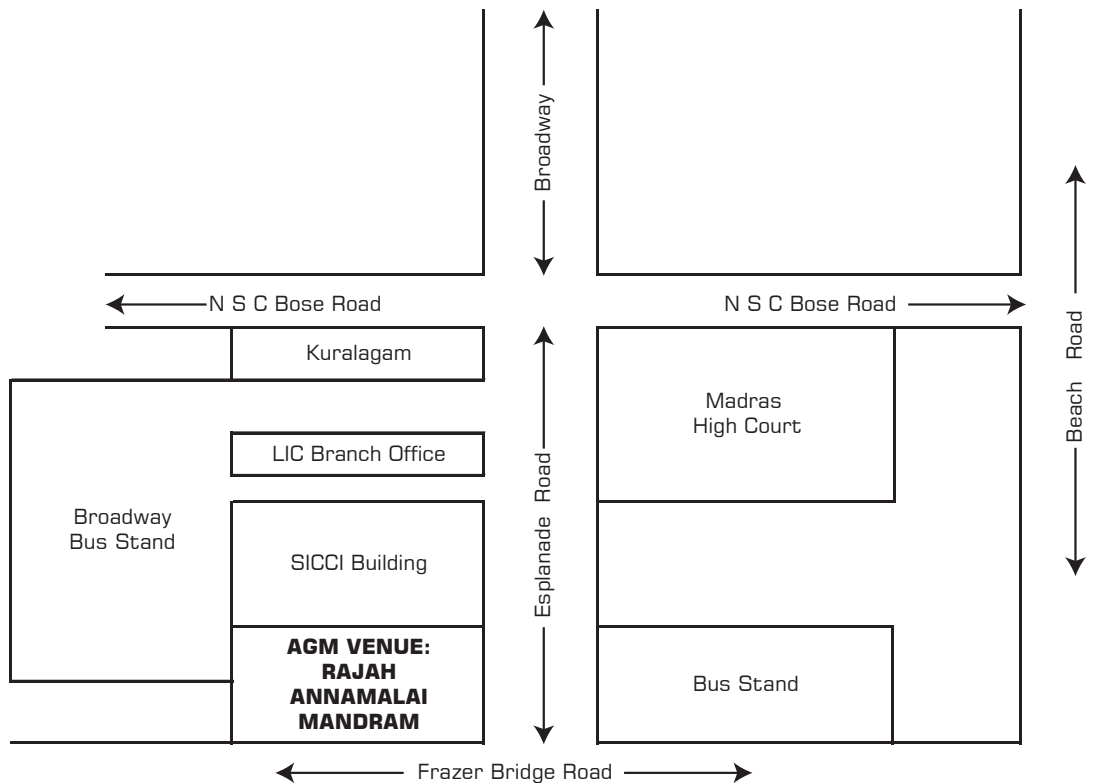 Broadway
N S C Bose Road
N S C Bose Road
Beach Road
Kuralagam
Madras
High Court
LIC Branch Office
Esplanade Road
Broadway
Bus Stand
SICCI Building
AGM VENUE:
RAJAH
ANNAMALAI
MANDRAM
Bus Stand
Frazer Bridge Road